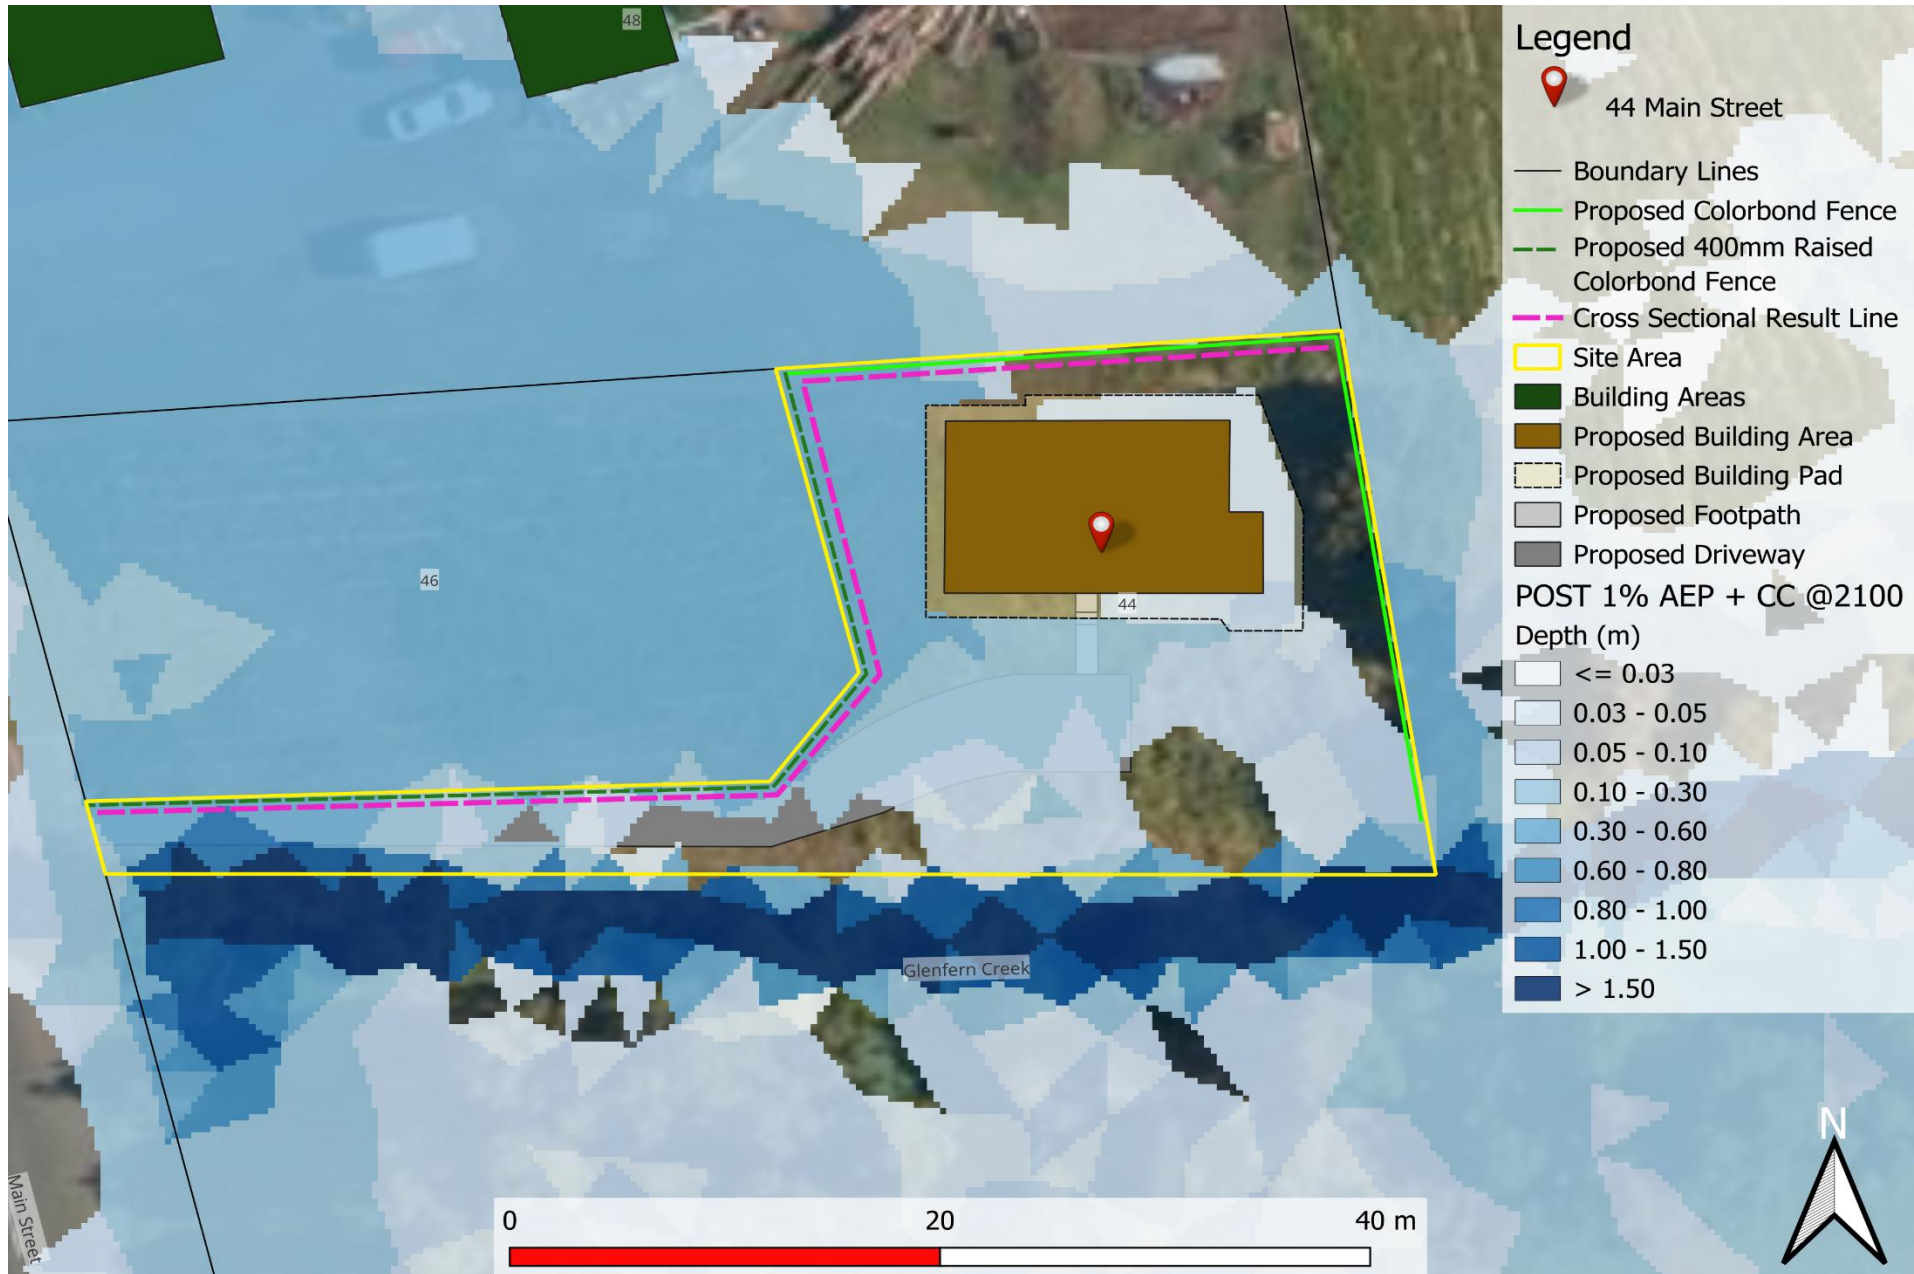 48
Legend
44 Main Street
Boundary Lines
Proposed Colorbond Fence
Proposed 400mm Raised
Colorbond Fence
Cross Sectional Result Line
Site Area
Building Areas
Proposed Building Area
Proposed Building Pad
Proposed Footpath
Proposed Driveway
POST 1% AEP + CC @2100
Depth (m)
<= 0.03
0.03 - 0.05
0.05 - 0.10
0.10 - 0.30
0.30 - 0.60
0.60 - 0.80
0.80 - 1.00
1.00 - 1.50
> 1.50
46
44
Glenfern Creek
Main Street
N
0 20 40 m